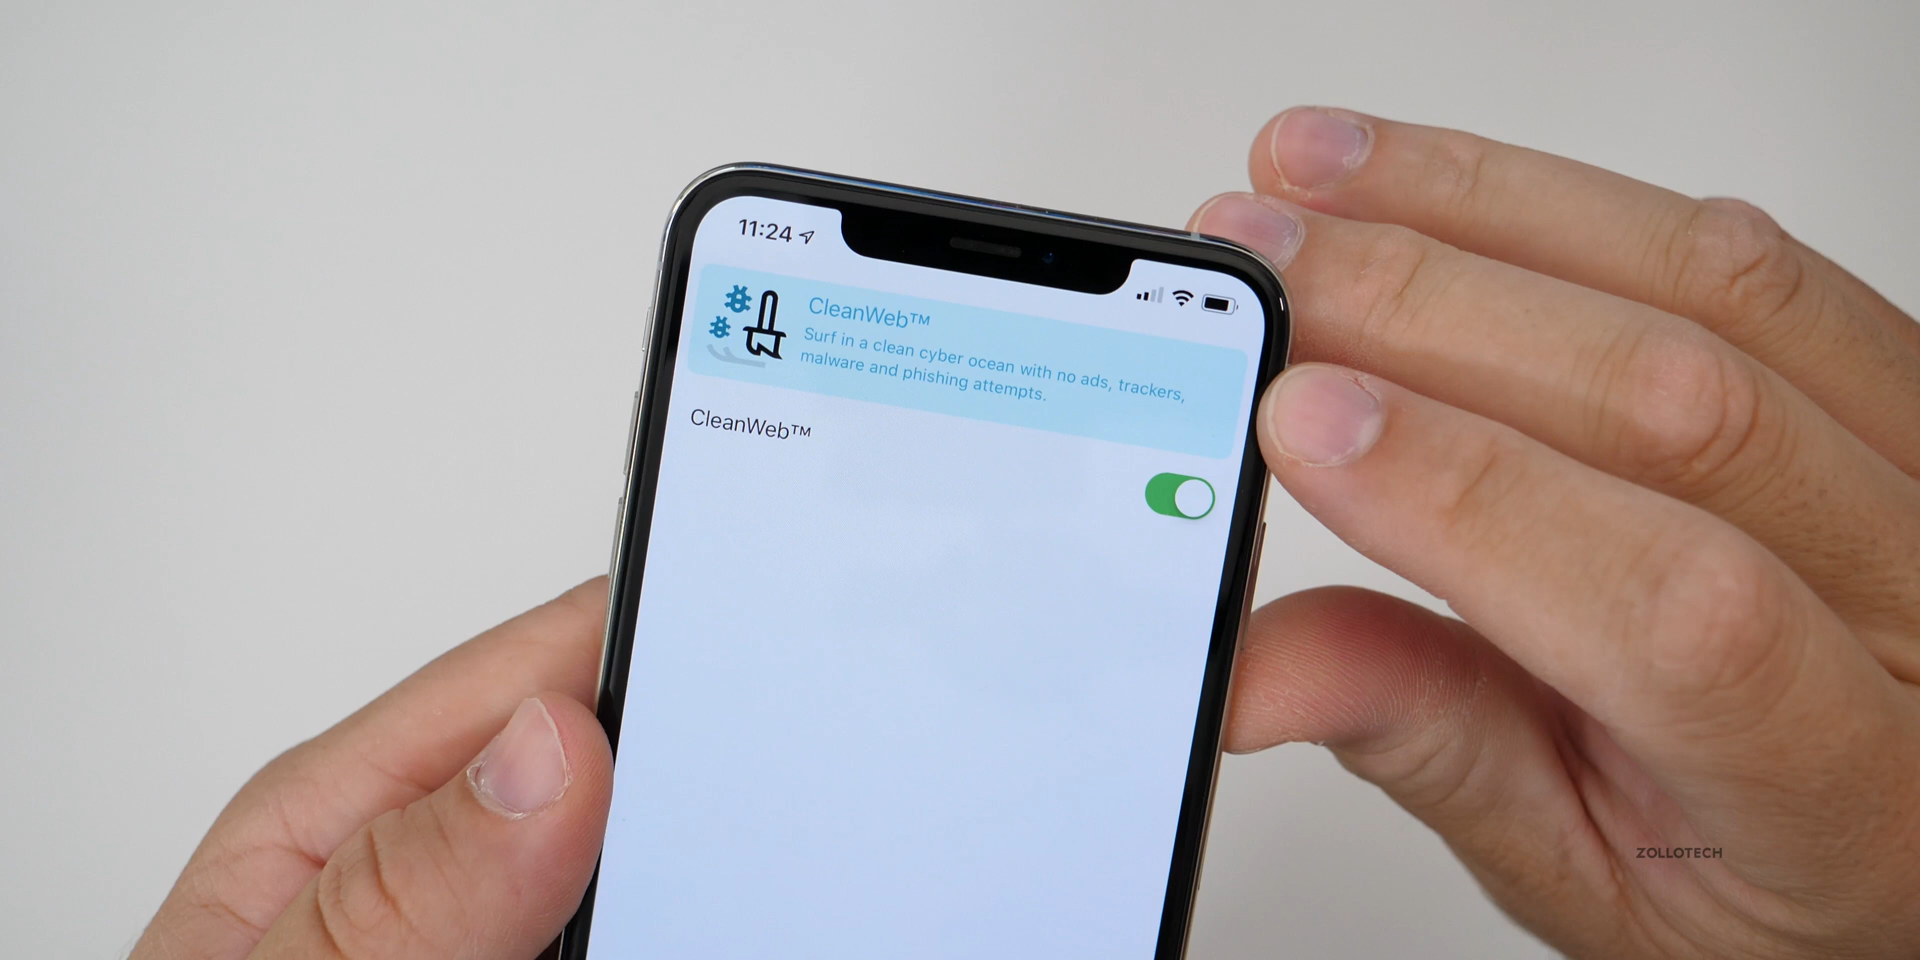 11:24
CleanWeb™
Surf in a clean cyber ocean with no ads, trackers,
malware and phishing attempts.
CleanWeb™
ZOLLOTECH